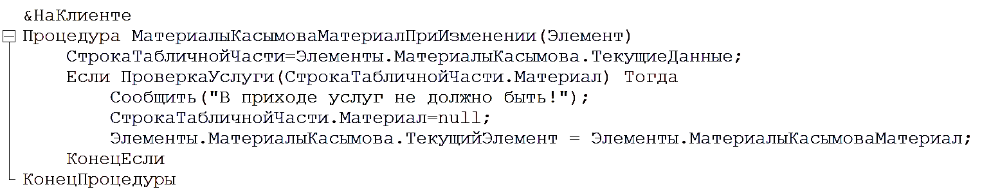 &НаКлиенте
Процедура МатериалыКасымоваМатериалПриИзменении(Элемент)
СтрокаТабличнойЧасти=Элементы.МатериалыКасымова.ТекущиеДанные;
Если ПроверкаУслуги(СтрокаТабличнойЧасти.Материал) Тогда
Сообщить("В приходе услуг не должно быть!");
СтрокаТабличнойЧасти.Материал=null;
Элементы.МатериалыКасымова.ТекущийЭлемент = Элементы.МатериалыКасымоваМатериал;
КонецЕсли
КонецПроцедуры